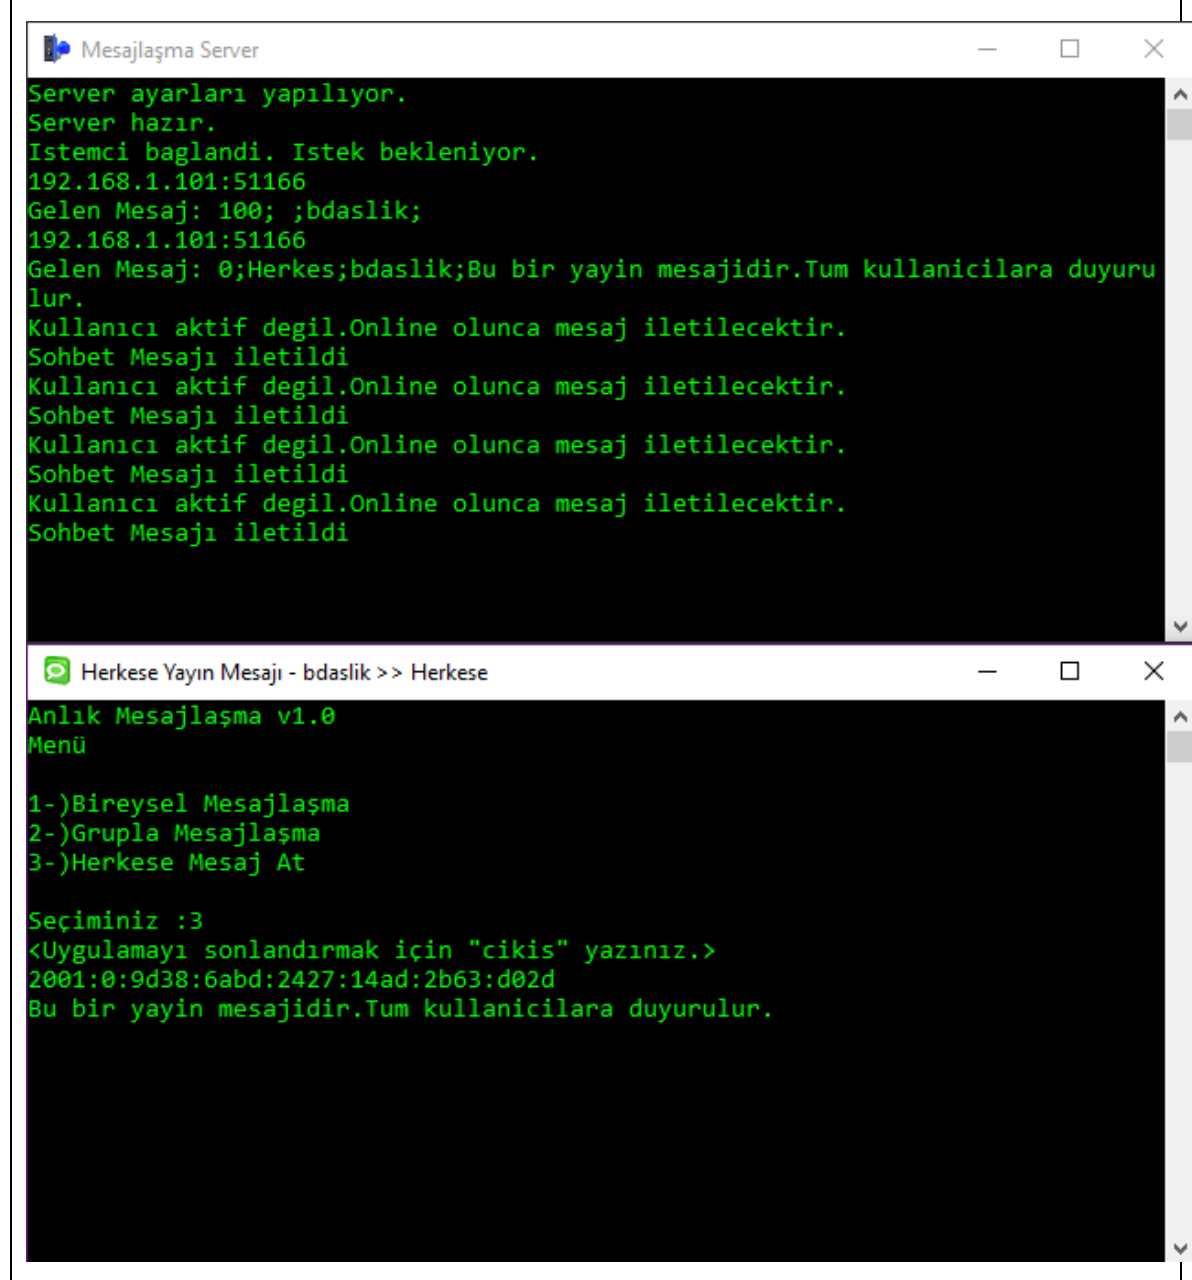 Mesajlaşma Server
Server ayarları yapılıyor.
Server hazır.
Istemci baglandi. Istek bekleniyor.
192.168.1.101:51166
Gelen Mesaj: 100; ;bdaslik;
192.168.1.101:51166
Gelen Mesaj: 0;Herkes;bdaslik;Bu bir yayin mesajidir.Tum kullanicilara duyuru
lur.
Kullanıcı aktif degil.Online olunca mesaj iletilecektir.
Sohbet Mesajı iletildi
Kullanıcı aktif degil.Online olunca mesaj iletilecektir.
Sohbet Mesajı iletildi
Kullanıcı aktif degil.Online olunca mesaj iletilecektir.
Sohbet Mesajı iletildi
Kullanıcı aktif degil.Online olunca mesaj iletilecektir.
Sohbet Mesajı iletildi
Herkese Yayın Mesajı - bdaslik >> Herkese
Anlık Mesajlaşma v1.0
Menü
1-)Bireysel Mesajlaşma
2-)Grupla Mesajlaşma
3-)Herkese Mesaj At
Seçiminiz :3
<Uygulamayı sonlandırmak için "cikis" yazınız.>
2001:0:9d38:6abd:2427:14ad:2b63:d02d
Bu bir yayin mesajidir.Tum kullanicilara duyurulur.